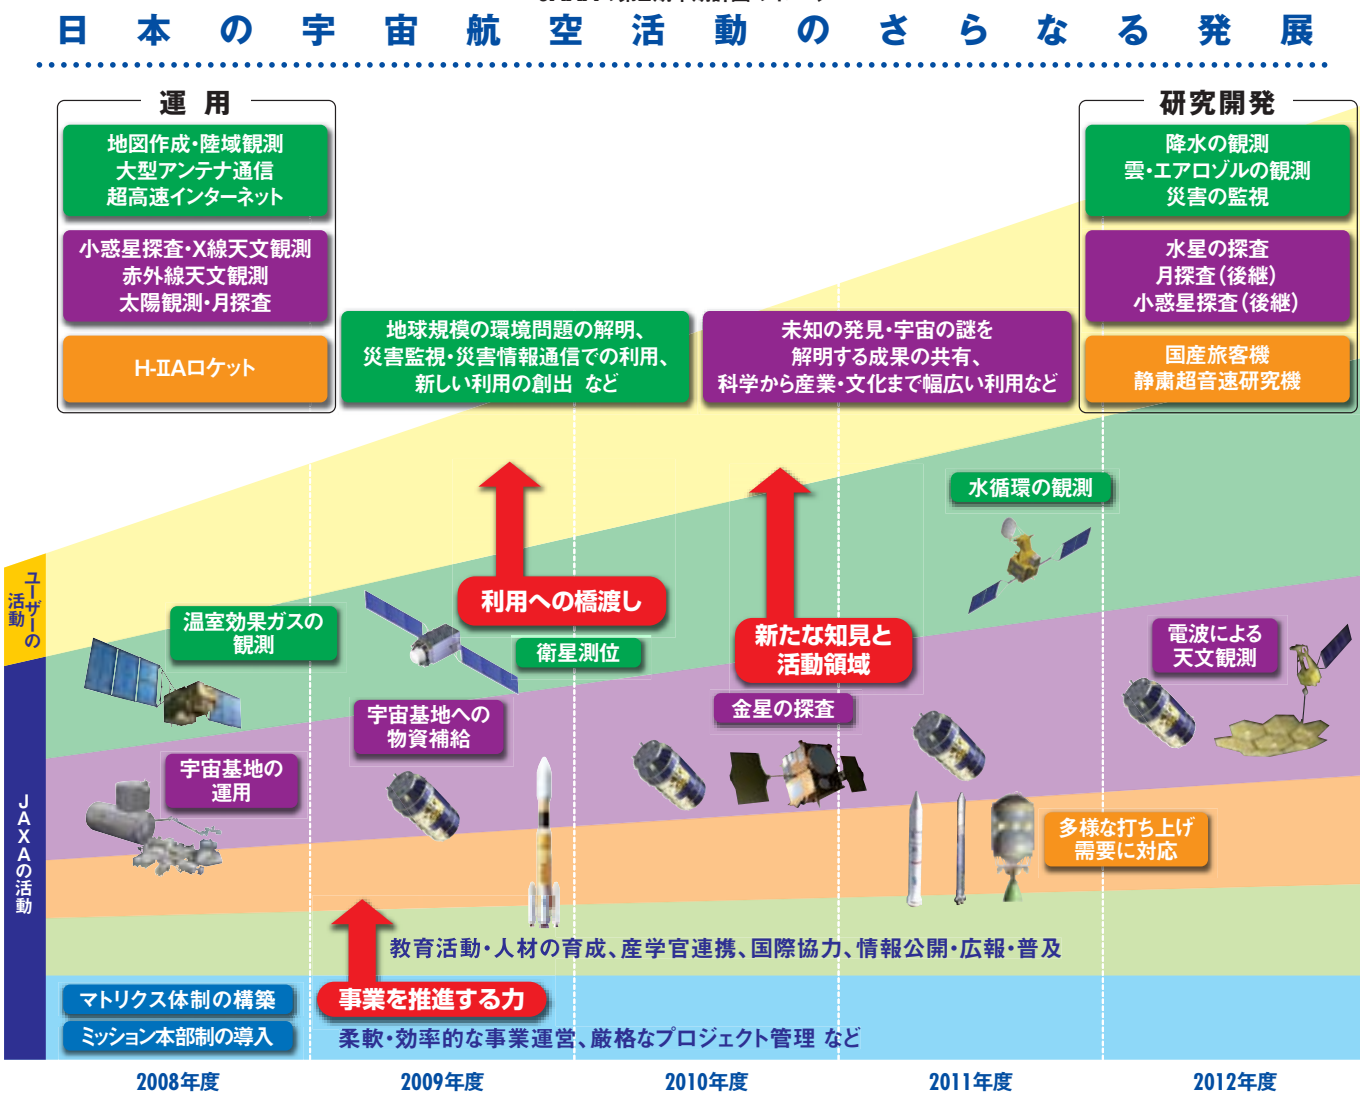 日本の宇宙航空活動のさらなる発展
運用
地図作成・陸域観測
大型アンテナ通信
超高速インターネット
小惑星探査・X線天文観測
赤外線天文観測
太陽観測・月探査
H-IIAロケット
地球規模の環境問題の解明、
災害監視・災害情報通信での利用、
新しい利用の創出 など
未知の発見・宇宙の謎を
解明する成果の共有、
科学から産業・文化まで幅広い利用など
研究開発
降水の観測
雲・エアロゾルの観測
災害の監視
水星の探査
月探査(後継)
小惑星探査(後継)
国産旅客機
静粛超音速研究機
水循環の観測
ユーザーの
活動
利用への橋渡し
温室効果ガスの
観測
衛星測位
新たな知見と
活動領域
電波による
天文観測
宇宙基地への
物資補給
金星の探査
宇宙基地の
運用
JAXAの活動
多様な打ち上げ
需要に対応
教育活動・人材の育成、産学官連携、国際協力、情報公開・広報・普及
マトリクス体制の構築
事業を推進する力
ミッション本部制の導入
柔軟・効率的な事業運営、厳格なプロジェクト管理 など
2008年度
2009年度
2010年度
2011年度
2012年度